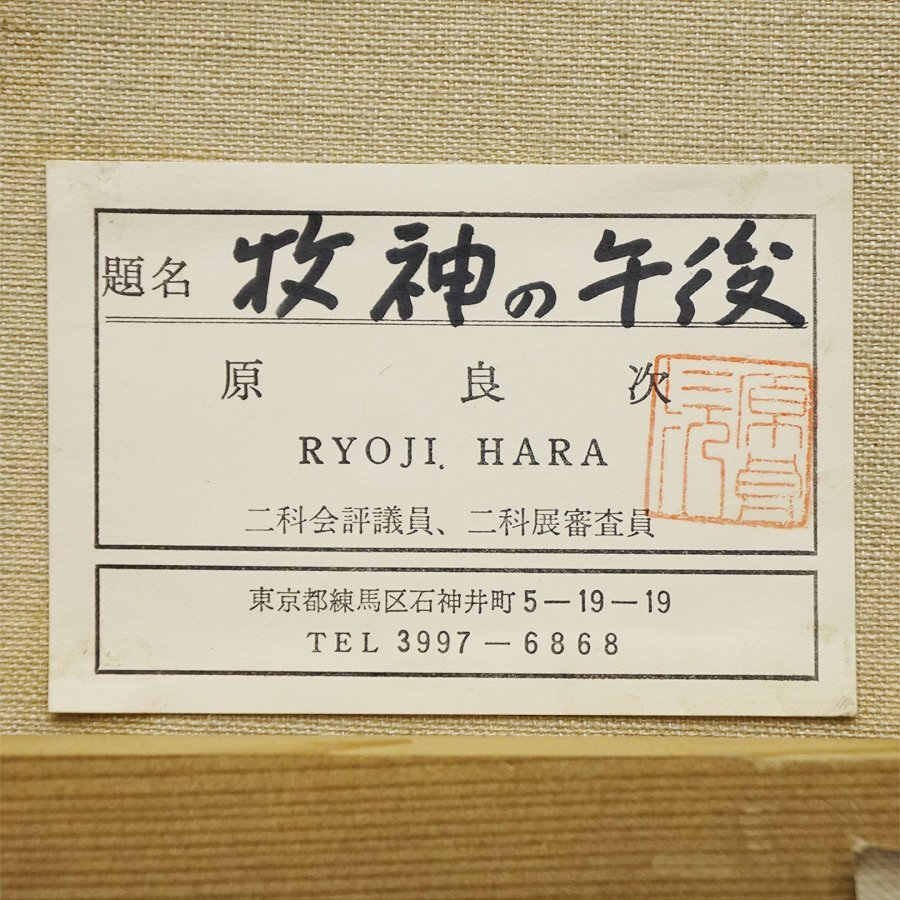 題名 牧神の午後
原 良 次
RYOJI. HARA
二科会評議員、二科展審査員
東京都練馬区石神井町5−19−19
TEL 3997−6868